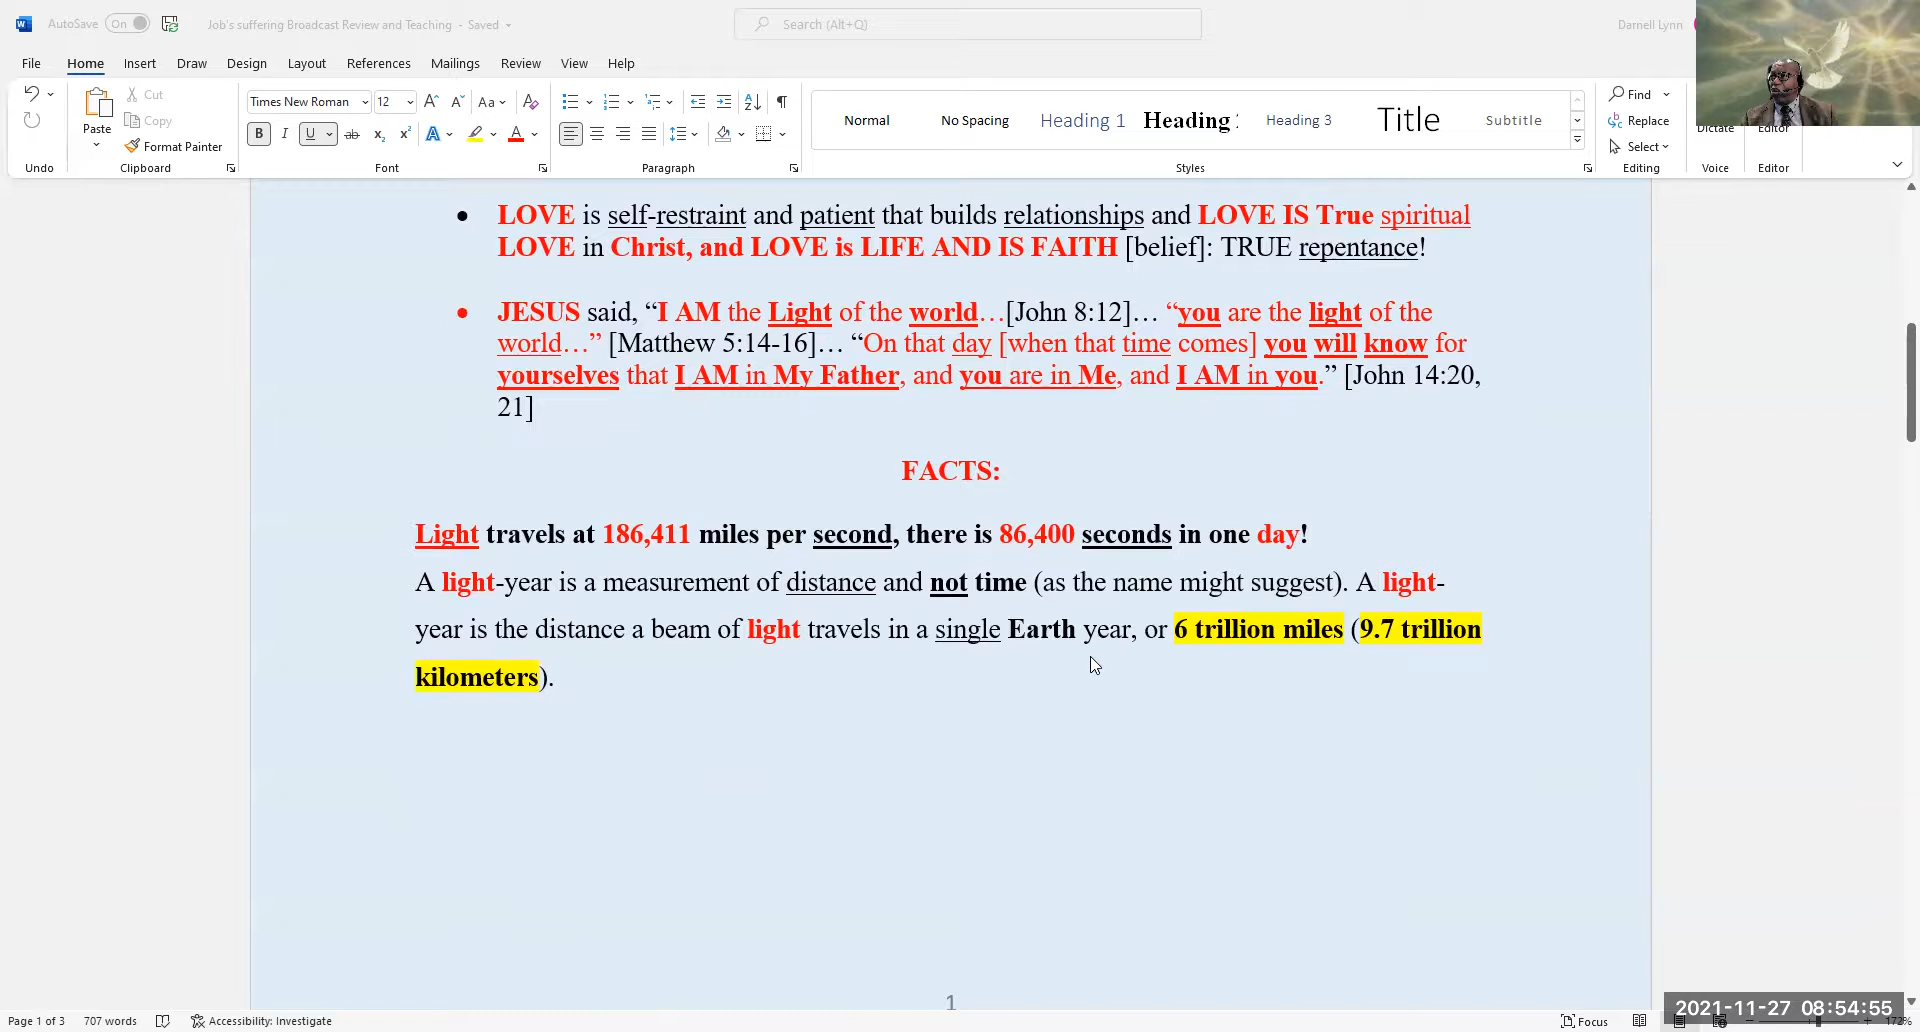 AutoSave On Job's suffering Broadcast Review and Teaching - Saved Search (Alt+Q) Darnell Lynn
File Home Insert Draw Design Layout References Mailings Review View Help
Times New Roman 12 Aa
Paste Cut Copy Format Painter
B I U ab x₂ x² A A
Normal No Spacing Heading 1 Heading Heading 3 Title Subtitle
Find Replace Select
Dictate Editor
Undo Clipboard Font Paragraph Styles Editing Voice Editor
• LOVE is self-restraint and patient that builds relationships and LOVE IS True spiritual
LOVE in Christ, and LOVE is LIFE AND IS FAITH [belief]: TRUE repentance!
• JESUS said, “I AM the Light of the world…[John 8:12]… “you are the light of the
world…” [Matthew 5:14-16]… “On that day [when that time comes] you will know for
yourselves that I AM in My Father, and you are in Me, and I AM in you.” [John 14:20,
21]
FACTS:
Light travels at 186,411 miles per second, there is 86,400 seconds in one day!
A light-year is a measurement of distance and not time (as the name might suggest). A light-
year is the distance a beam of light travels in a single Earth year, or 6 trillion miles (9.7 trillion
kilometers).
1
2021-11-27 08:54:55
Page 1 of 3 707 words Accessibility: Investigate Focus 172%